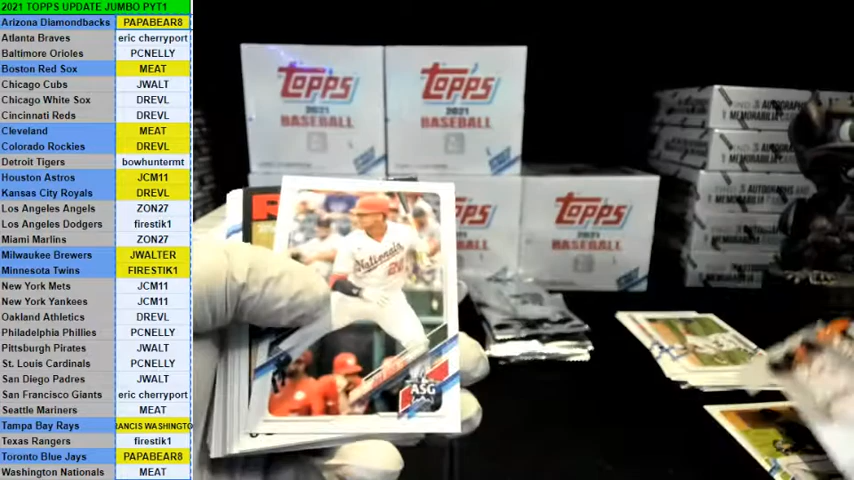 2021 TOPPS UPDATE JUMBO PYT1
Arizona Diamondbacks PAPABEAR8
Atlanta Braves eric cherryport
Baltimore Orioles PCNELLY
Boston Red Sox MEAT
Chicago Cubs JWALT
Chicago White Sox DREVL
Cincinnati Reds DREVL
Cleveland MEAT
Colorado Rockies DREVL
Detroit Tigers bowhuntermt
Houston Astros JCM11
Kansas City Royals DREVL
Los Angeles Angels ZON27
Los Angeles Dodgers firestik1
Miami Marlins ZON27
Milwaukee Brewers JWALTER
Minnesota Twins FIRESTIK1
New York Mets JCM11
New York Yankees JCM11
Oakland Athletics DREVL
Philadelphia Phillies PCNELLY
Pittsburgh Pirates JWALT
St. Louis Cardinals PCNELLY
San Diego Padres JWALT
San Francisco Giants eric cherryport
Seattle Mariners MEAT
Tampa Bay Rays RANCIS WASHINGTO
Texas Rangers firestik1
Toronto Blue Jays PAPABEAR8
Washington Nationals MEAT
Topps
2021
BASEBALL
Topps
2021
BASEBALL
Topps
BASEBALL
Nationals
ASG
AUTOGRAPH
MEMORABILIA